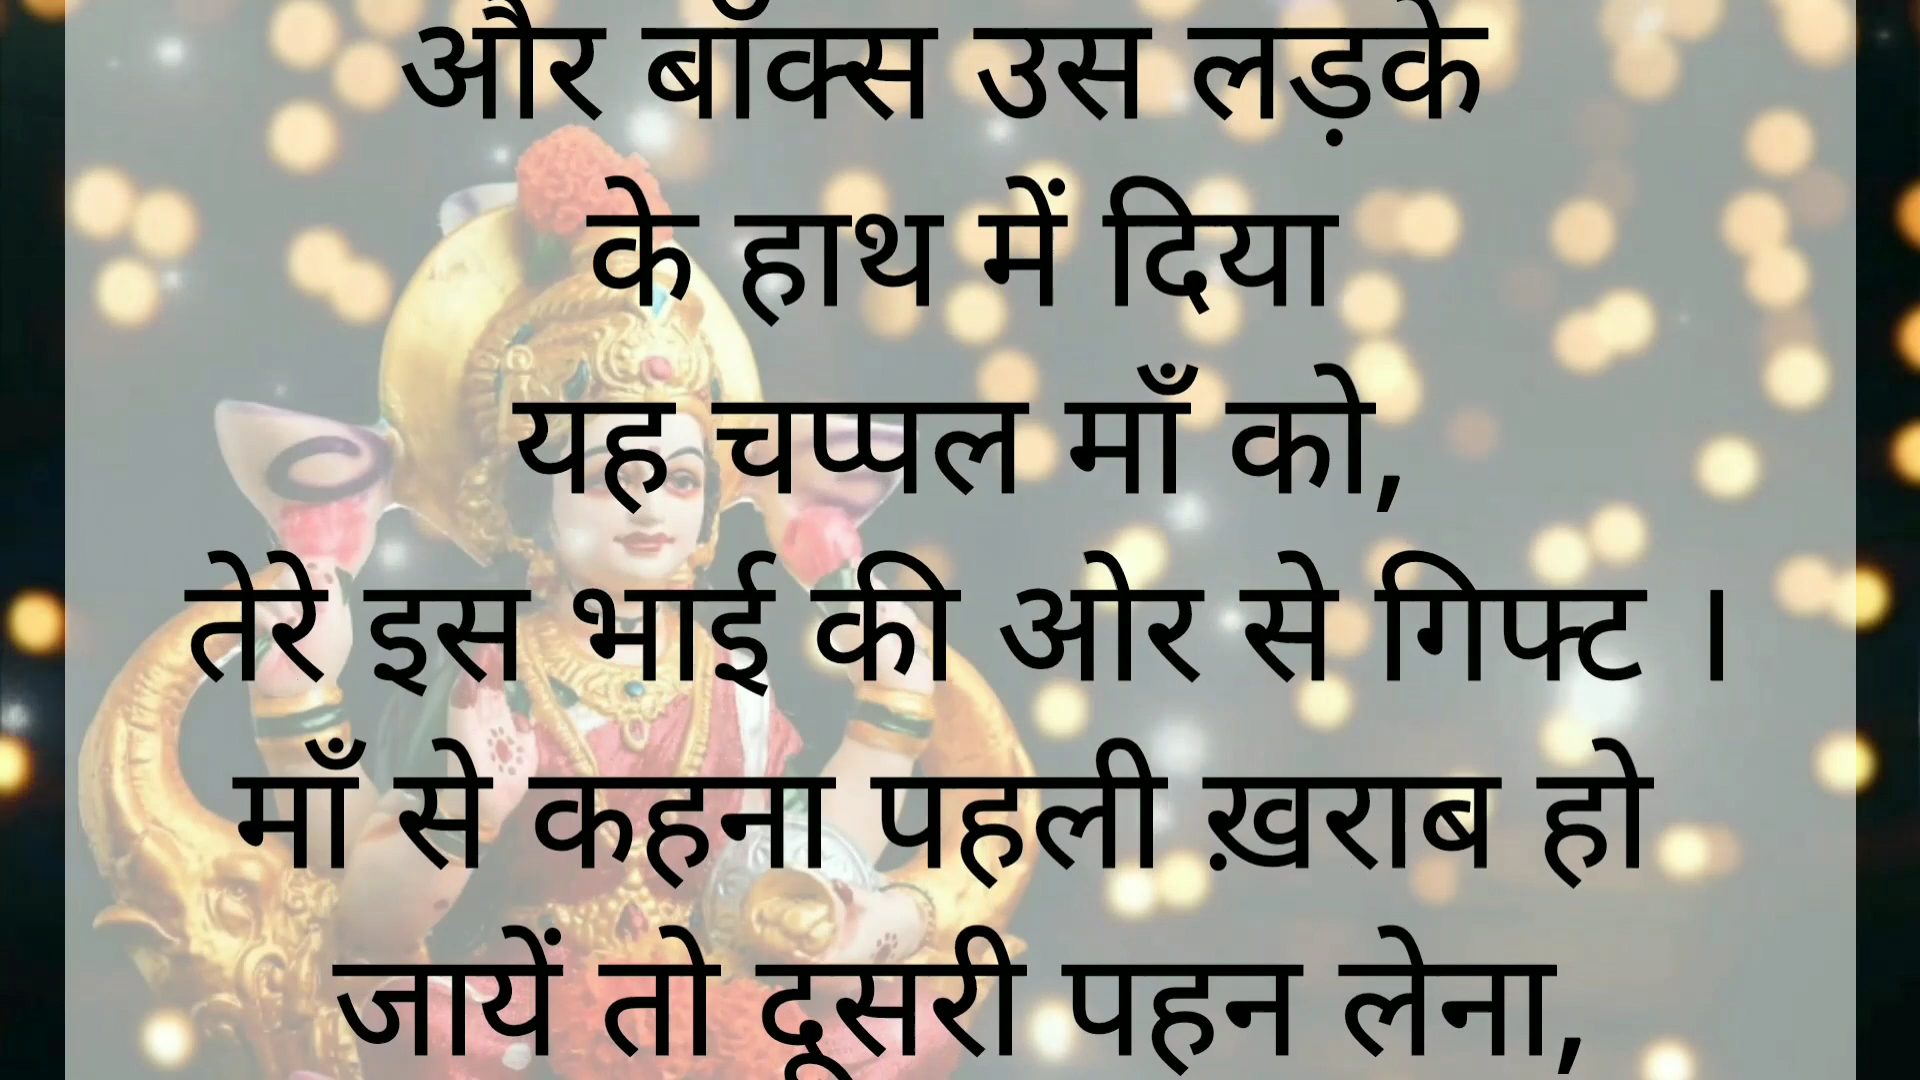 और बॉक्स उस लड़के
के हाथ में दिया
यह चप्पल माँ को,
तेरे इस भाई की ओर से गिफ्ट ।
माँ से कहना पहली ख़राब हो
जायें तो दूसरी पहन लेना,